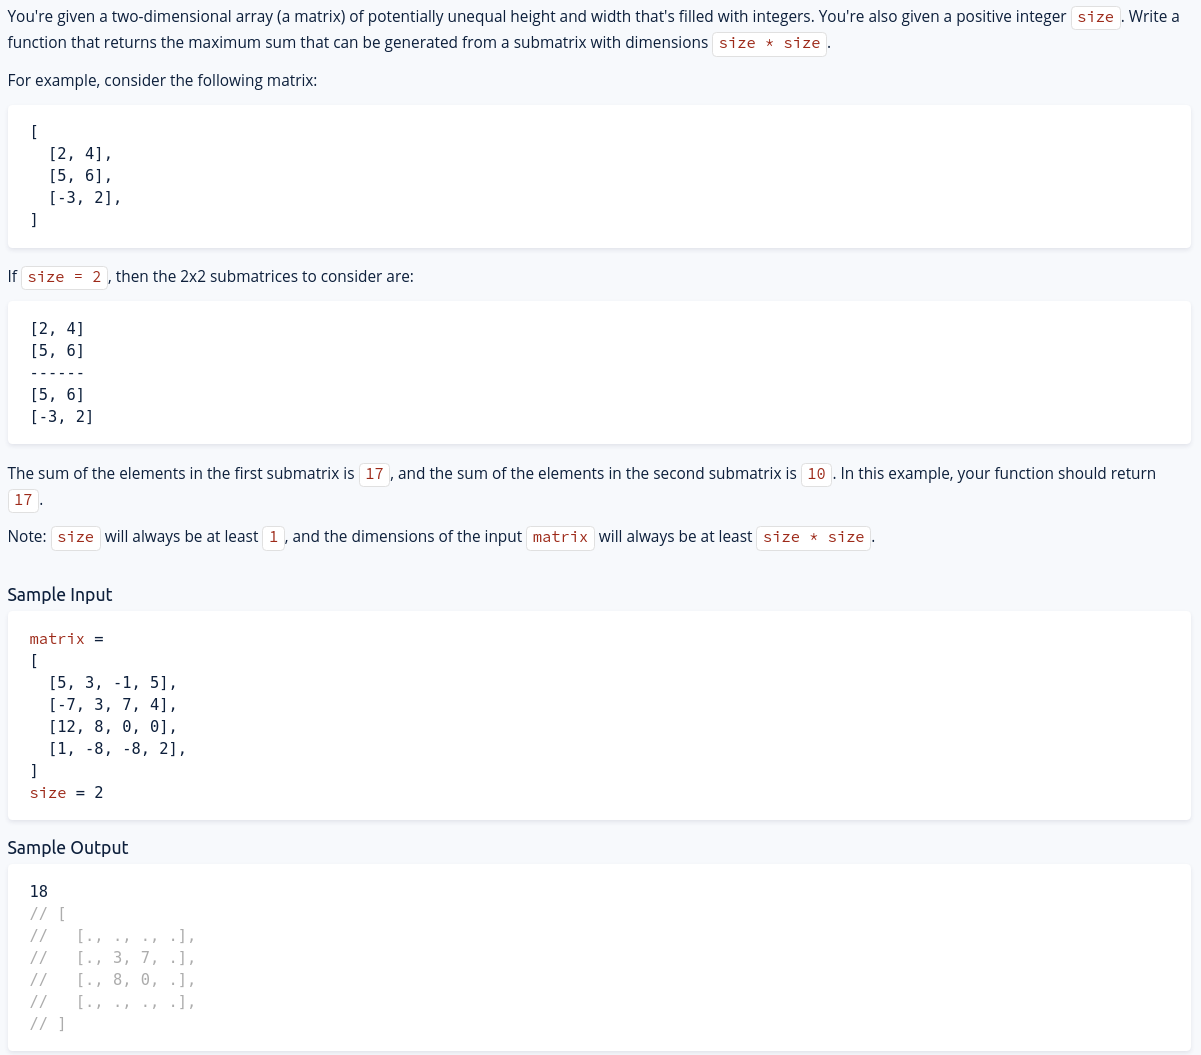 You're given a two-dimensional array (a matrix) of potentially unequal height and width that's filled with integers. You're also given a positive integer size . Write a
function that returns the maximum sum that can be generated from a submatrix with dimensions size * size .
For example, consider the following matrix:
[
  [2, 4],
  [5, 6],
  [-3, 2],
]
If size = 2 , then the 2x2 submatrices to consider are:
[2, 4]
[5, 6]
------
[5, 6]
[-3, 2]
The sum of the elements in the first submatrix is 17 , and the sum of the elements in the second submatrix is 10 . In this example, your function should return
17 .
Note: size will always be at least 1 , and the dimensions of the input matrix will always be at least size * size .
Sample Input
matrix =
[
  [5, 3, -1, 5],
  [-7, 3, 7, 4],
  [12, 8, 0, 0],
  [1, -8, -8, 2],
]
size = 2
Sample Output
18
// [
//   [., ., ., .],
//   [., 3, 7, .],
//   [., 8, 0, .],
//   [., ., ., .],
// ]